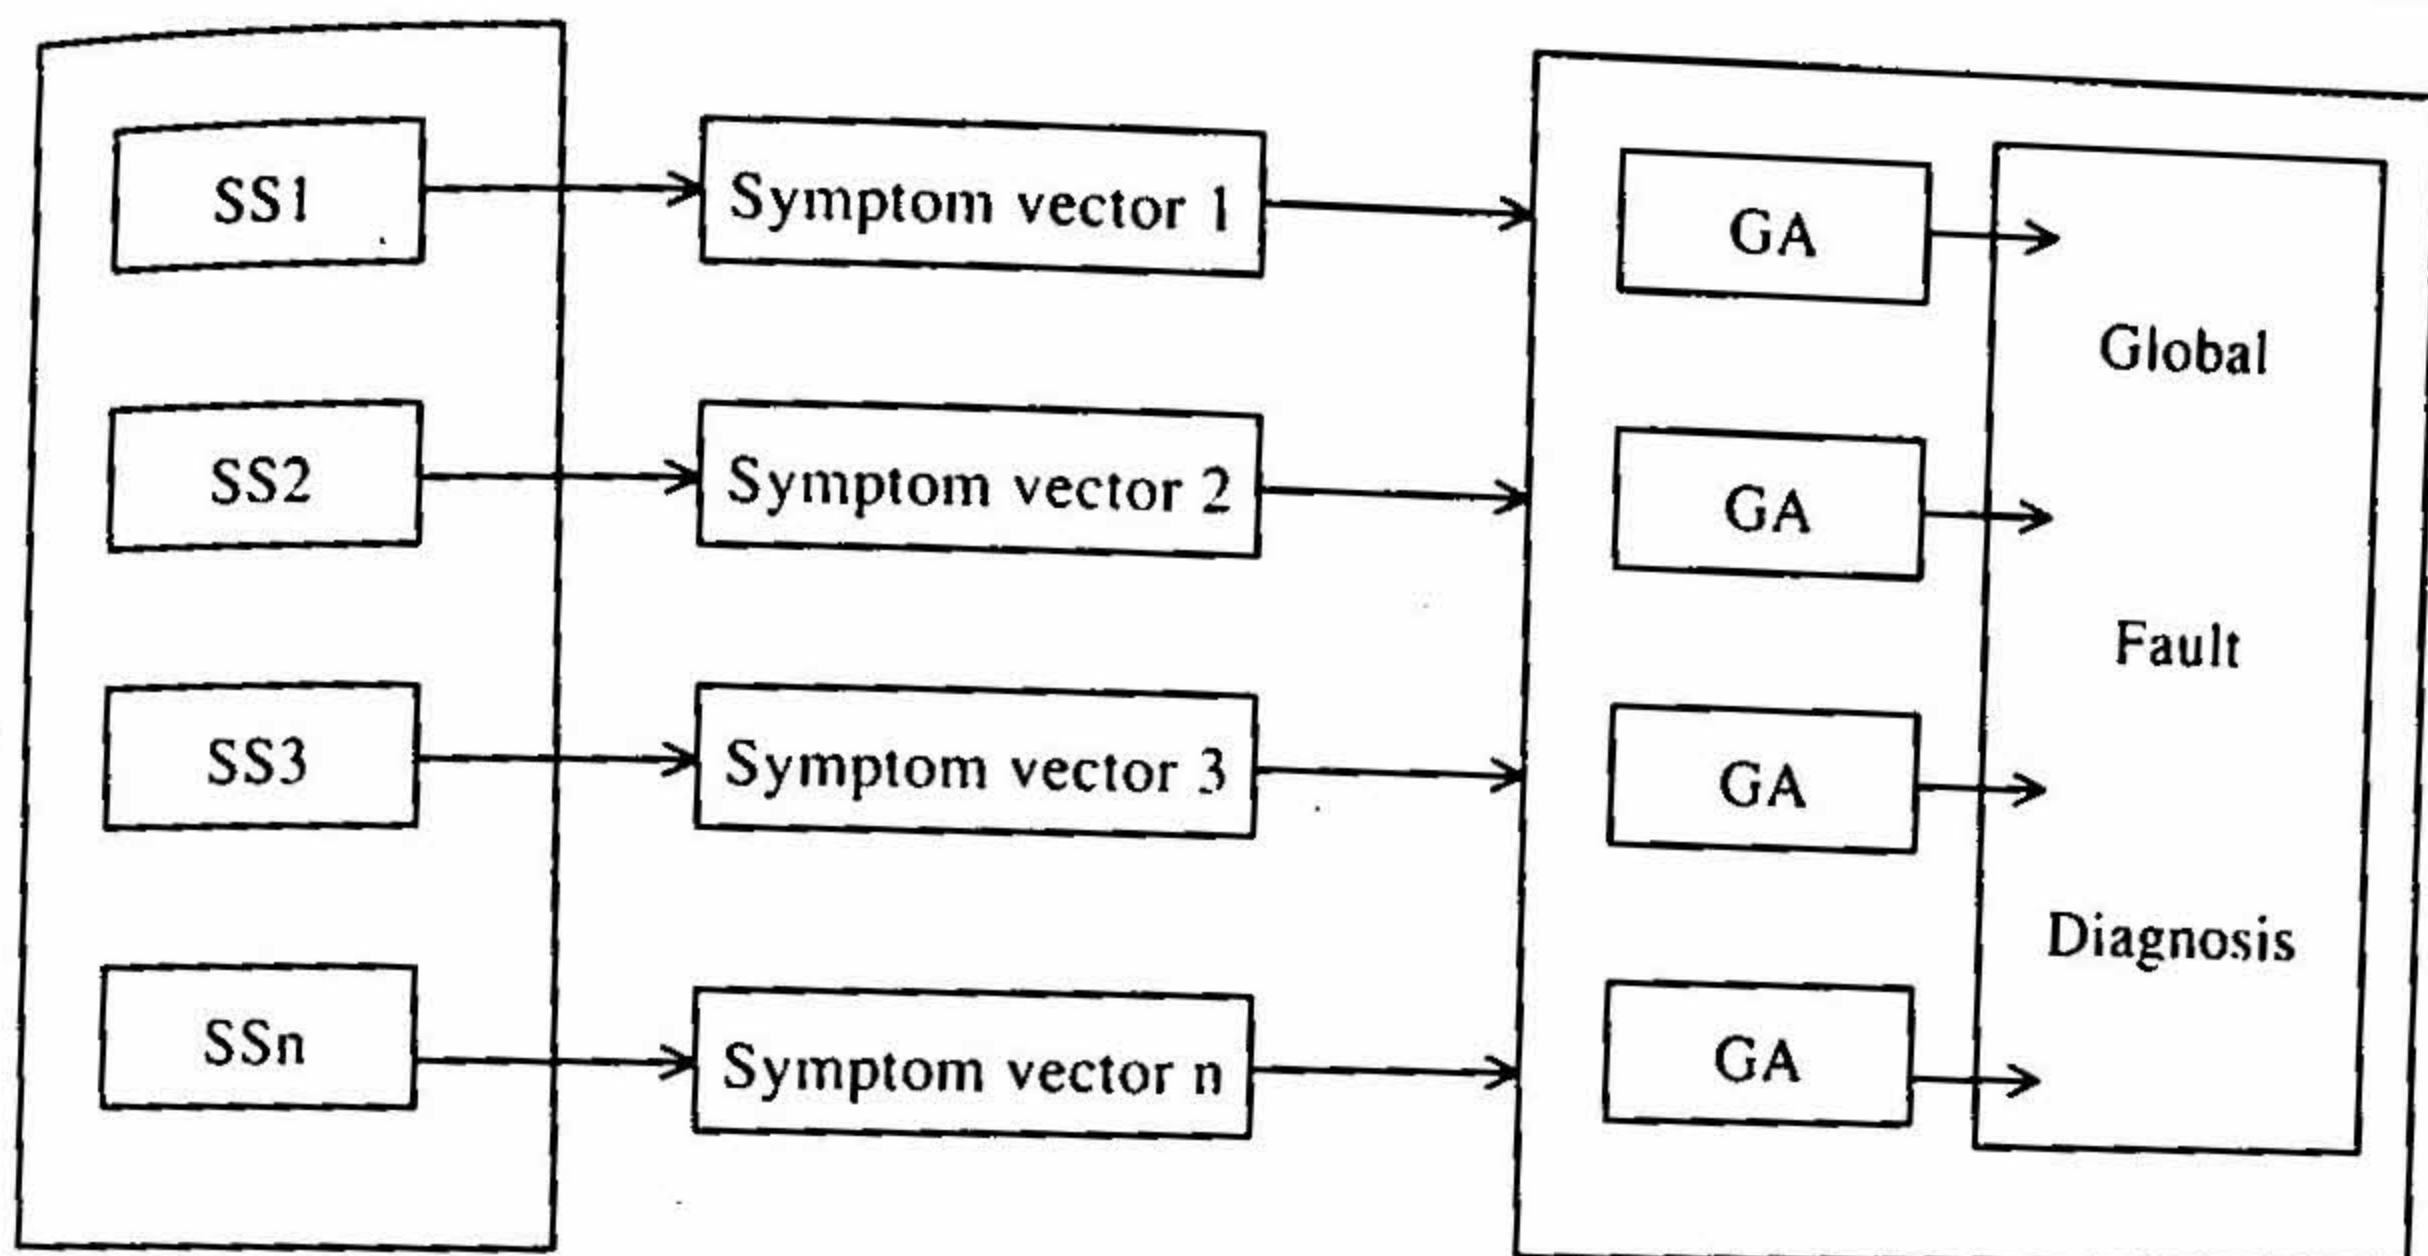 SS1
Symptom vector 1
GA
Global
SS2
Symptom vector 2
GA
Fault
SS3
Symptom vector 3
GA
Diagnosis
SSn
Symptom vector n
GA